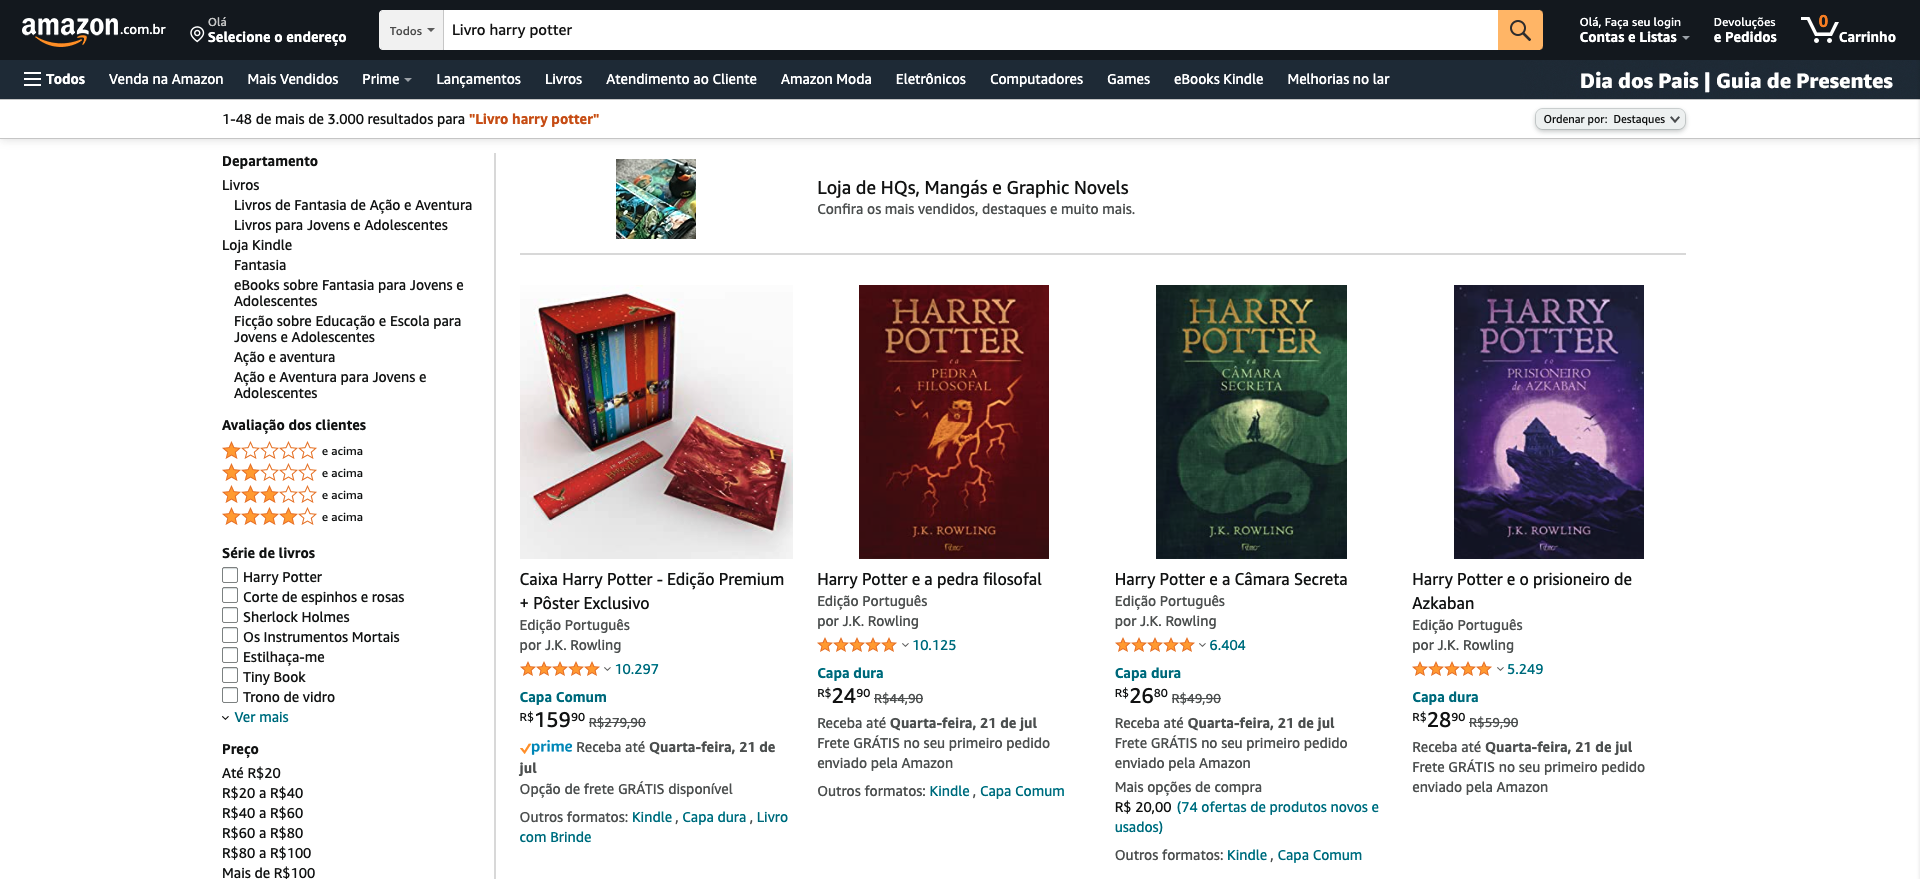 amazon.com.br
Olá
Selecione o endereço
Todos
Livro harry potter
Olá, Faça seu login
Contas e Listas
Devoluções
e Pedidos
0
Carrinho
Todos
Venda na Amazon
Mais Vendidos
Prime
Lançamentos
Livros
Atendimento ao Cliente
Amazon Moda
Eletrônicos
Computadores
Games
eBooks Kindle
Melhorias no lar
Dia dos Pais | Guia de Presentes
1-48 de mais de 3.000 resultados para "Livro harry potter"
Ordenar por: Destaques
Departamento
Livros
Livros de Fantasia de Ação e Aventura
Livros para Jovens e Adolescentes
Loja Kindle
Fantasia
eBooks sobre Fantasia para Jovens e
Adolescentes
Ficção sobre Educação e Escola para
Jovens e Adolescentes
Ação e aventura
Ação e Aventura para Jovens e
Adolescentes
Avaliação dos clientes
e acima
e acima
e acima
e acima
Série de livros
Harry Potter
Corte de espinhos e rosas
Sherlock Holmes
Os Instrumentos Mortais
Estilhaça-me
Tiny Book
Trono de vidro
Ver mais
Preço
Até R$20
R$20 a R$40
R$40 a R$60
R$60 a R$80
R$80 a R$100
Mais de R$100
Loja de HQs, Mangás e Graphic Novels
Confira os mais vendidos, destaques e muito mais.
Caixa Harry Potter - Edição Premium
+ Pôster Exclusivo
Edição Português
por J.K. Rowling
10.297
Capa Comum
R$15990 R$279,90
prime Receba até Quarta-feira, 21 de
jul
Opção de frete GRÁTIS disponível
Outros formatos: Kindle , Capa dura , Livro
com Brinde
HARRY
POTTER
e a
PEDRA
FILOSOFAL
J.K. ROWLING
Harry Potter e a pedra filosofal
Edição Português
por J.K. Rowling
10.125
Capa dura
R$2490 R$44,90
Receba até Quarta-feira, 21 de jul
Frete GRÁTIS no seu primeiro pedido
enviado pela Amazon
Outros formatos: Kindle , Capa Comum
HARRY
POTTER
e a
CÂMARA
SECRETA
J.K. ROWLING
Harry Potter e a Câmara Secreta
Edição Português
por J.K. Rowling
6.404
Capa dura
R$2680 R$49,90
Receba até Quarta-feira, 21 de jul
Frete GRÁTIS no seu primeiro pedido
enviado pela Amazon
Mais opções de compra
R$ 20,00 (74 ofertas de produtos novos e
usados)
Outros formatos: Kindle , Capa Comum
HARRY
POTTER
e o
PRISIONEIRO
de AZKABAN
J.K. ROWLING
Harry Potter e o prisioneiro de
Azkaban
Edição Português
por J.K. Rowling
5.249
Capa dura
R$2890 R$59,90
Receba até Quarta-feira, 21 de jul
Frete GRÁTIS no seu primeiro pedido
enviado pela Amazon